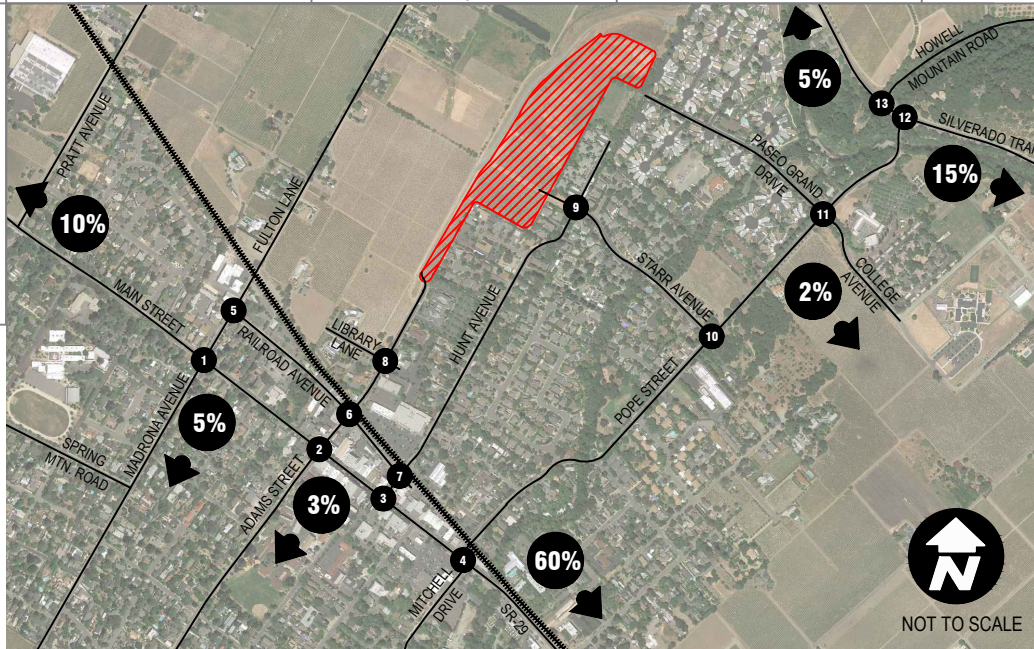 HOWELL
MOUNTAIN ROAD
5%
13
12
SILVERADO TRA
15%
PRATT AVENUE
PASEO GRAND
DRIVE
10%
FULTON LANE
9
11
COLLEGE
AVENUE
2%
STARR AVENUE
MAIN STREET
5
RAILROAD AVENUE
LIBRARY
LANE
8
HUNT AVENUE
10
1
POPE STREET
MADRONA AVENUE
5%
6
SPRING
MTN. ROAD
2
ADAMS STREET
7
3%
3
4
60%
MITCHELL
DRIVE
SR-29
N
NOT TO SCALE